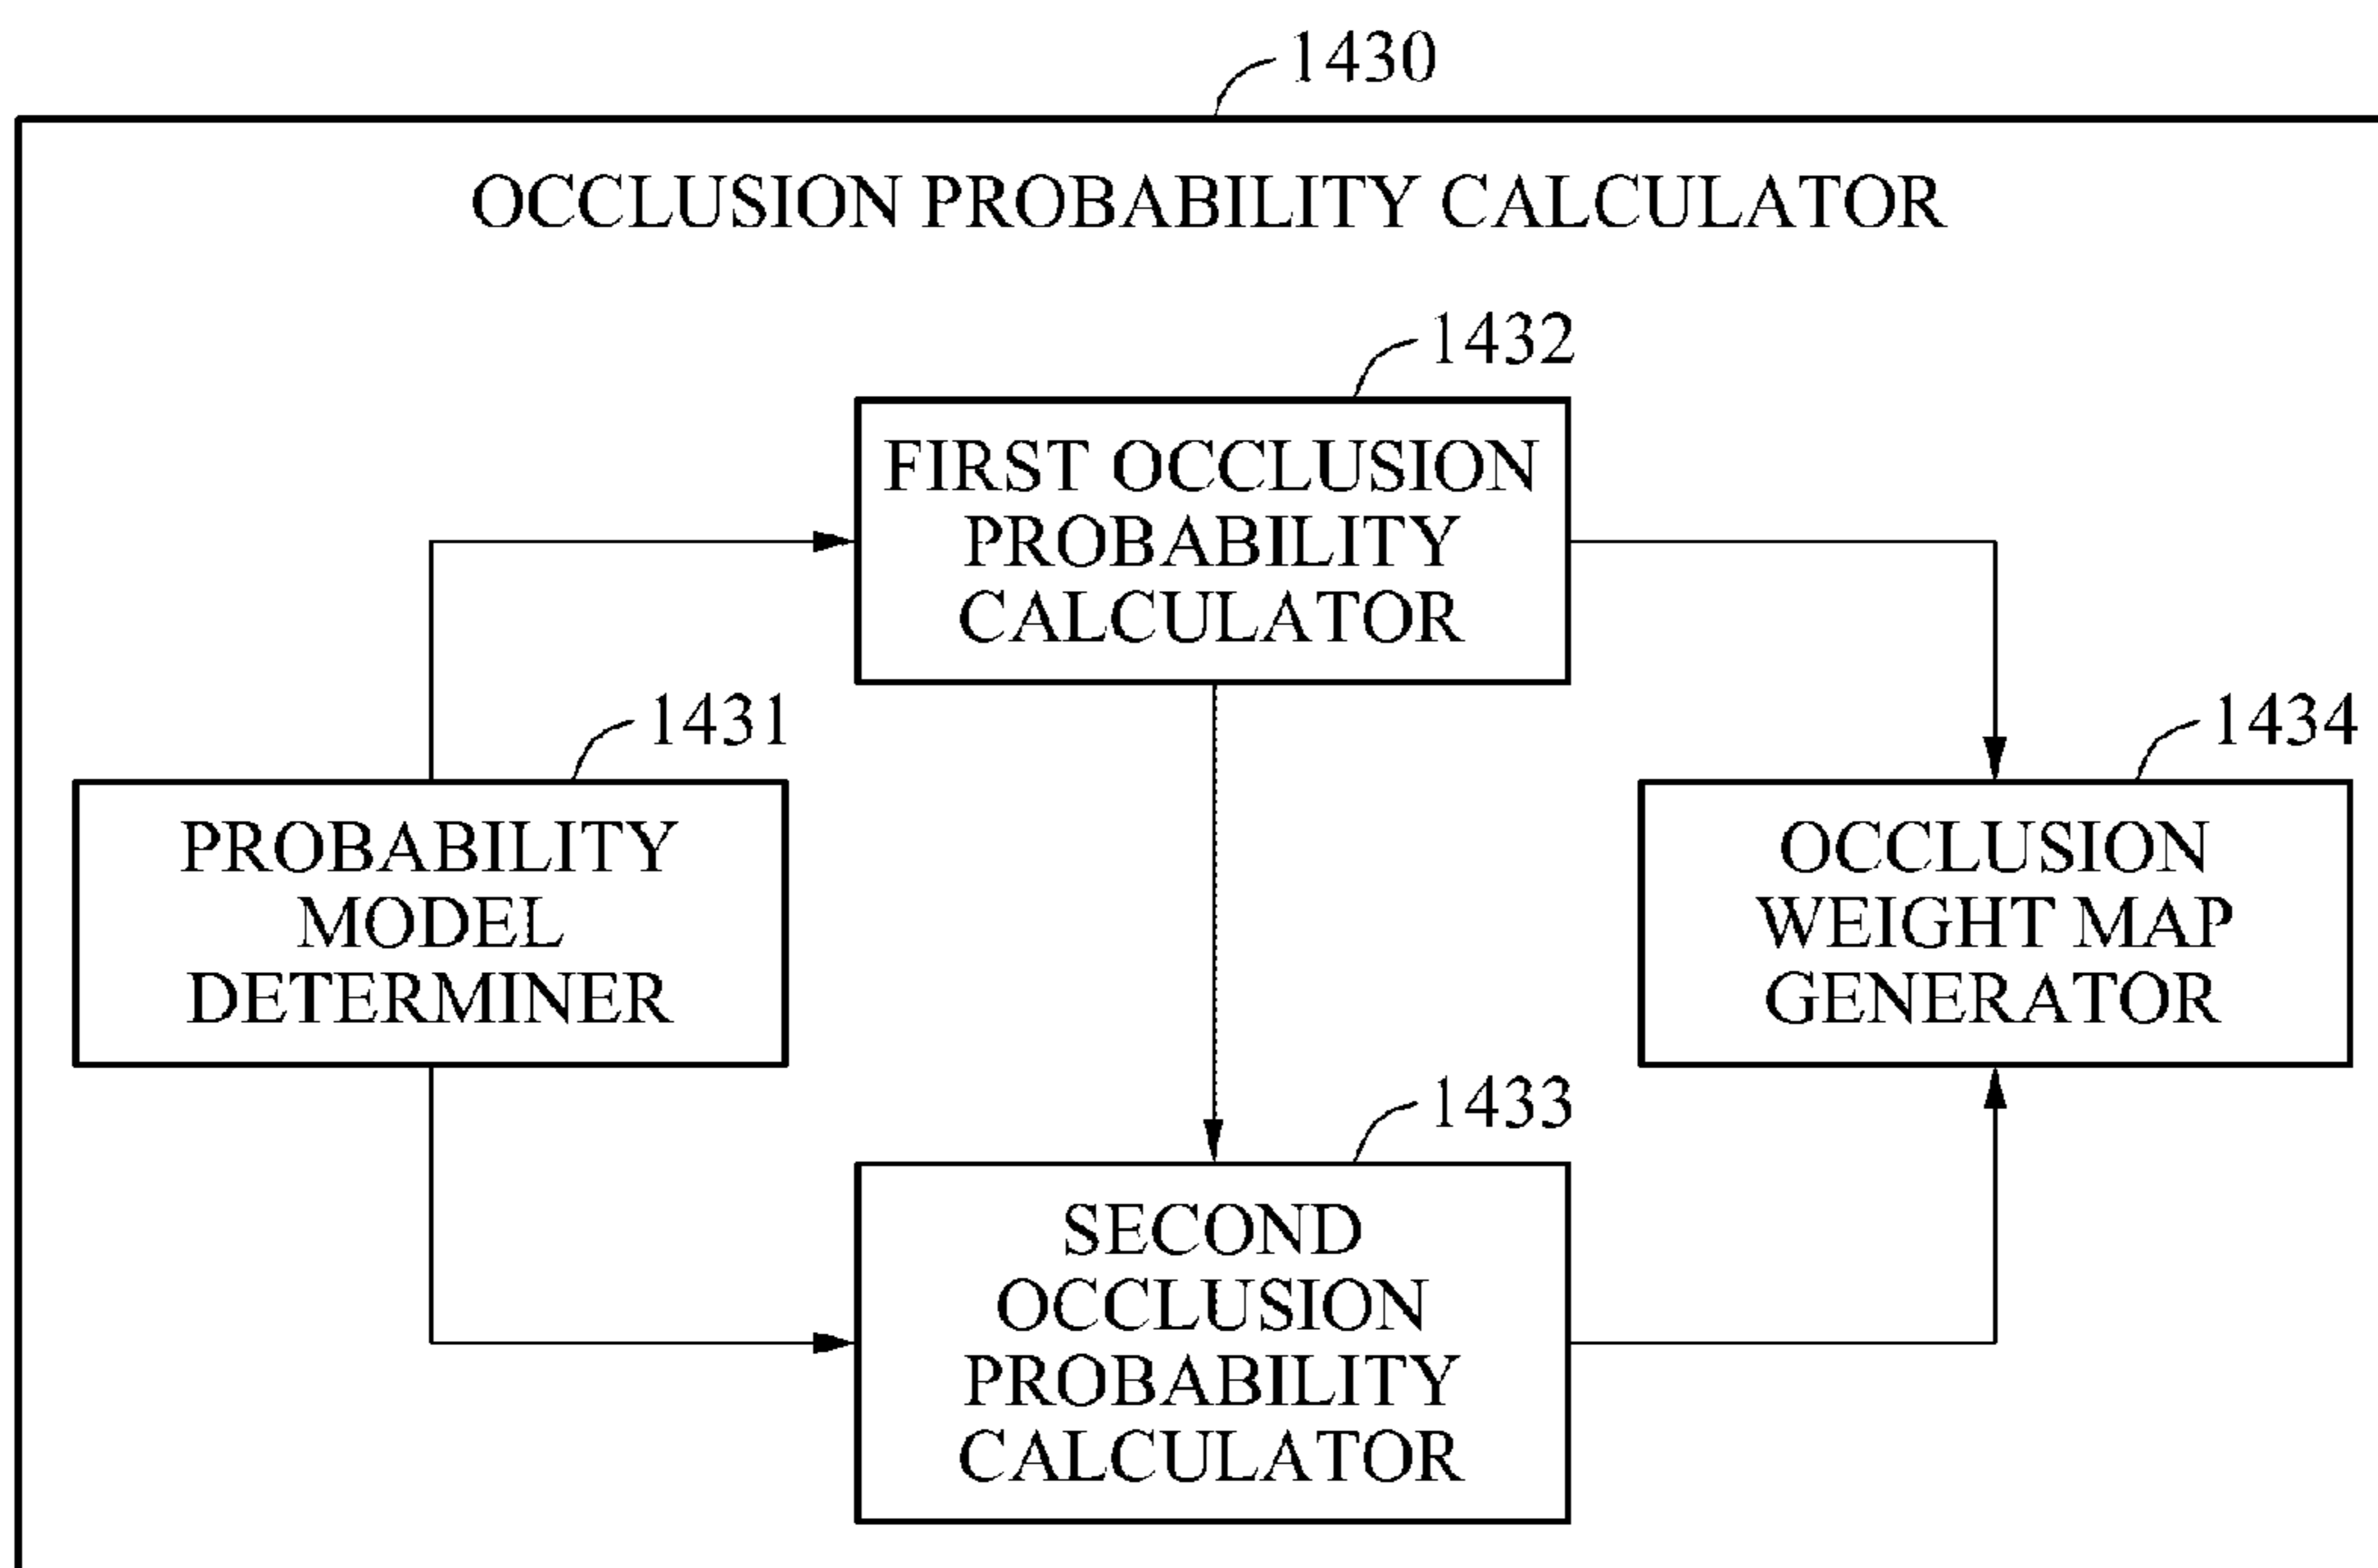 1430
OCCLUSION PROBABILITY CALCULATOR
1432
FIRST OCCLUSION
PROBABILITY
CALCULATOR
1431
PROBABILITY
MODEL
DETERMINER
1434
OCCLUSION
WEIGHT MAP
GENERATOR
1433
SECOND
OCCLUSION
PROBABILITY
CALCULATOR